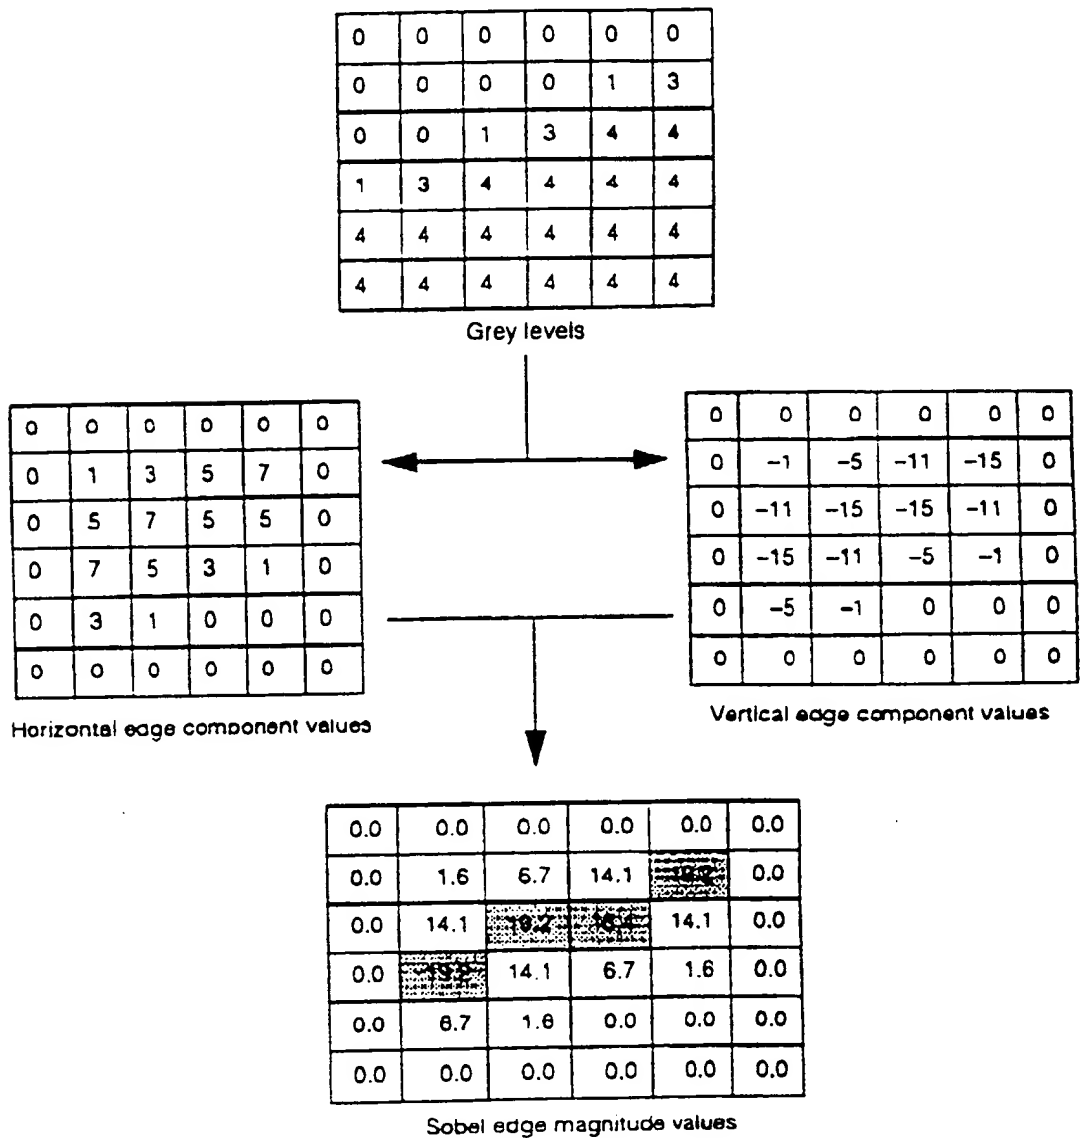 0 0 0 0 0 0
0 0 0 0 1 3
0 0 1 3 4 4
1 3 4 4 4 4
4 4 4 4 4 4
4 4 4 4 4 4
Grey levels
0 0 0 0 0 0
0 1 3 5 7 0
0 5 7 5 5 0
0 7 5 3 1 0
0 3 1 0 0 0
0 0 0 0 0 0
Horizontal edge component values
0 0 0 0 0 0
0 -1 -5 -11 -15 0
0 -11 -15 -15 -11 0
0 -15 -11 -5 -1 0
0 -5 -1 0 0 0
0 0 0 0 0 0
Vertical edge component values
0.0 0.0 0.0 0.0 0.0 0.0
0.0 1.6 6.7 14.1 0.0
0.0 14.1 19.2 14.1 0.0
0.0 19.2 14.1 6.7 1.6 0.0
0.0 6.7 1.6 0.0 0.0 0.0
0.0 0.0 0.0 0.0 0.0 0.0
Sobel edge magnitude values